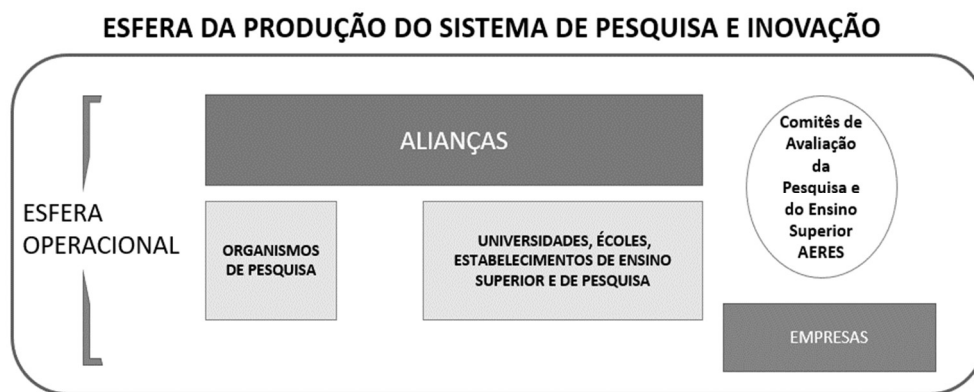 ESFERA DA PRODUÇÃO DO SISTEMA DE PESQUISA E INOVAÇÃO
ESFERA
OPERACIONAL
ALIANÇAS
ORGANISMOS
DE PESQUISA
UNIVERSIDADES, ÉCOLES,
ESTABELECIMENTOS DE ENSINO
SUPERIOR E DE PESQUISA
Comitês de
Avaliação
da
Pesquisa e
do Ensino
Superior
AERES
EMPRESAS